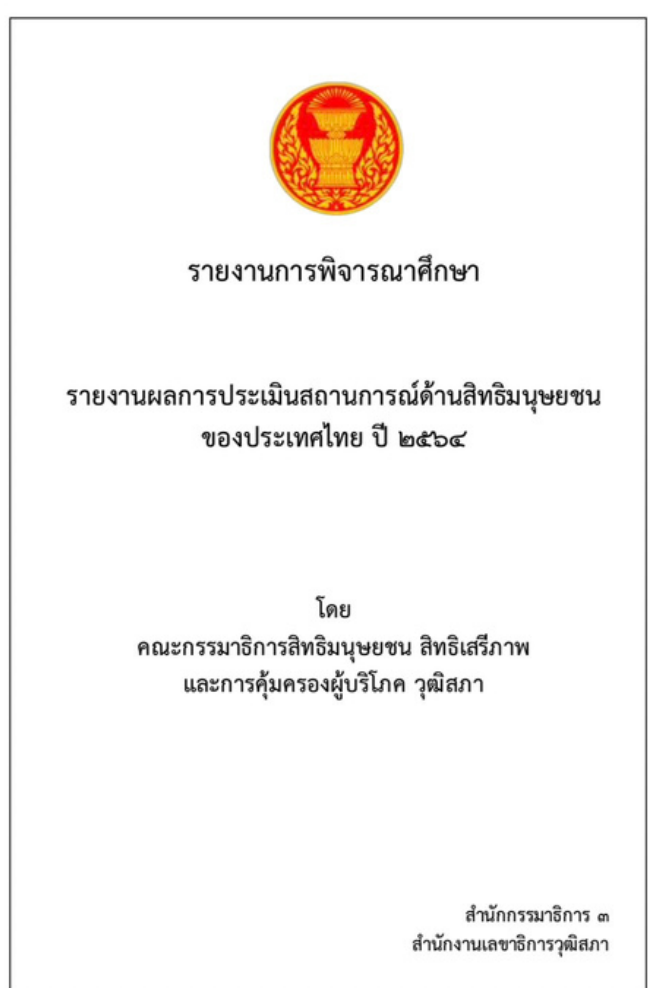 รายงานการพิจารณาศึกษา
รายงานผลการประเมินสถานการณ์ด้านสิทธิมนุษยชน
ของประเทศไทย ปี ๒๕๖๔
โดย
คณะกรรมาธิการสิทธิมนุษยชน สิทธิเสรีภาพ
และการคุ้มครองผู้บริโภค วุฒิสภา
สำนักกรรมาธิการ ๓
สำนักงานเลขาธิการวุฒิสภา